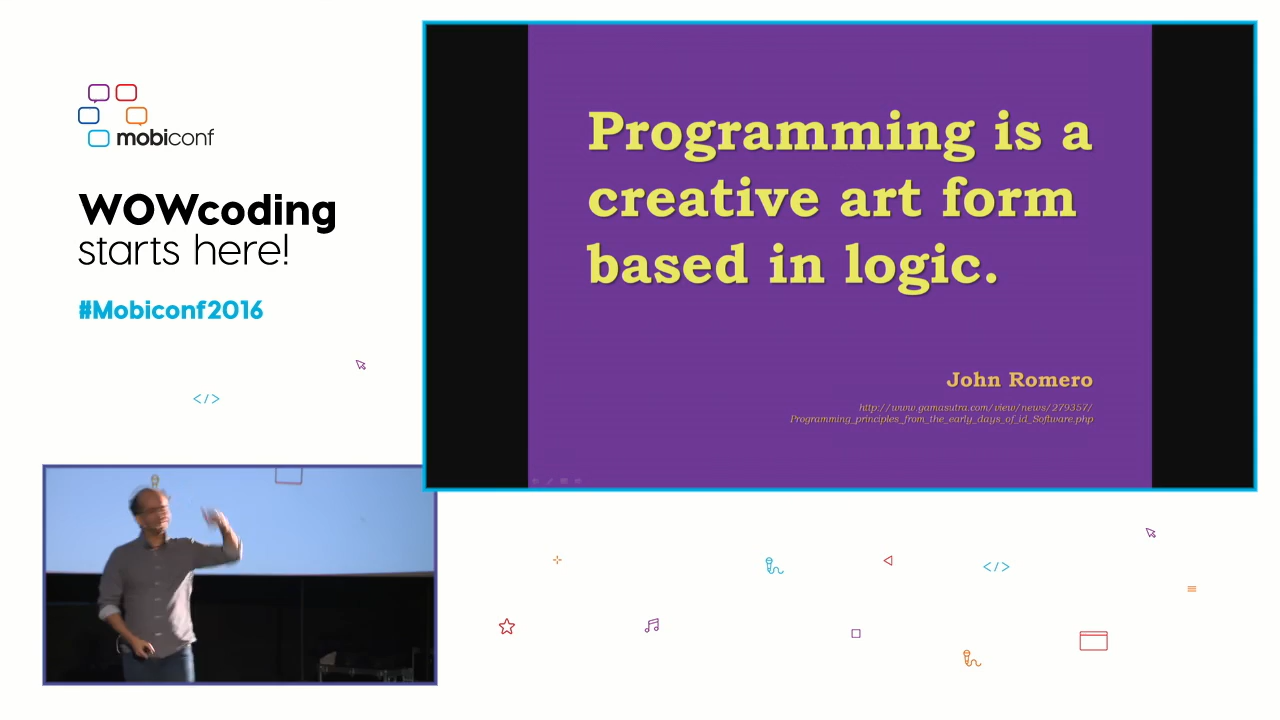 mobiconf
WOWcoding
starts here!
#Mobiconf2016
</>
Programming is a
creative art form
based in logic.
John Romero
http://www.gamasutra.com/view/news/279357/
Programming_principles_from_the_early_days_of_id_Software.php
</>